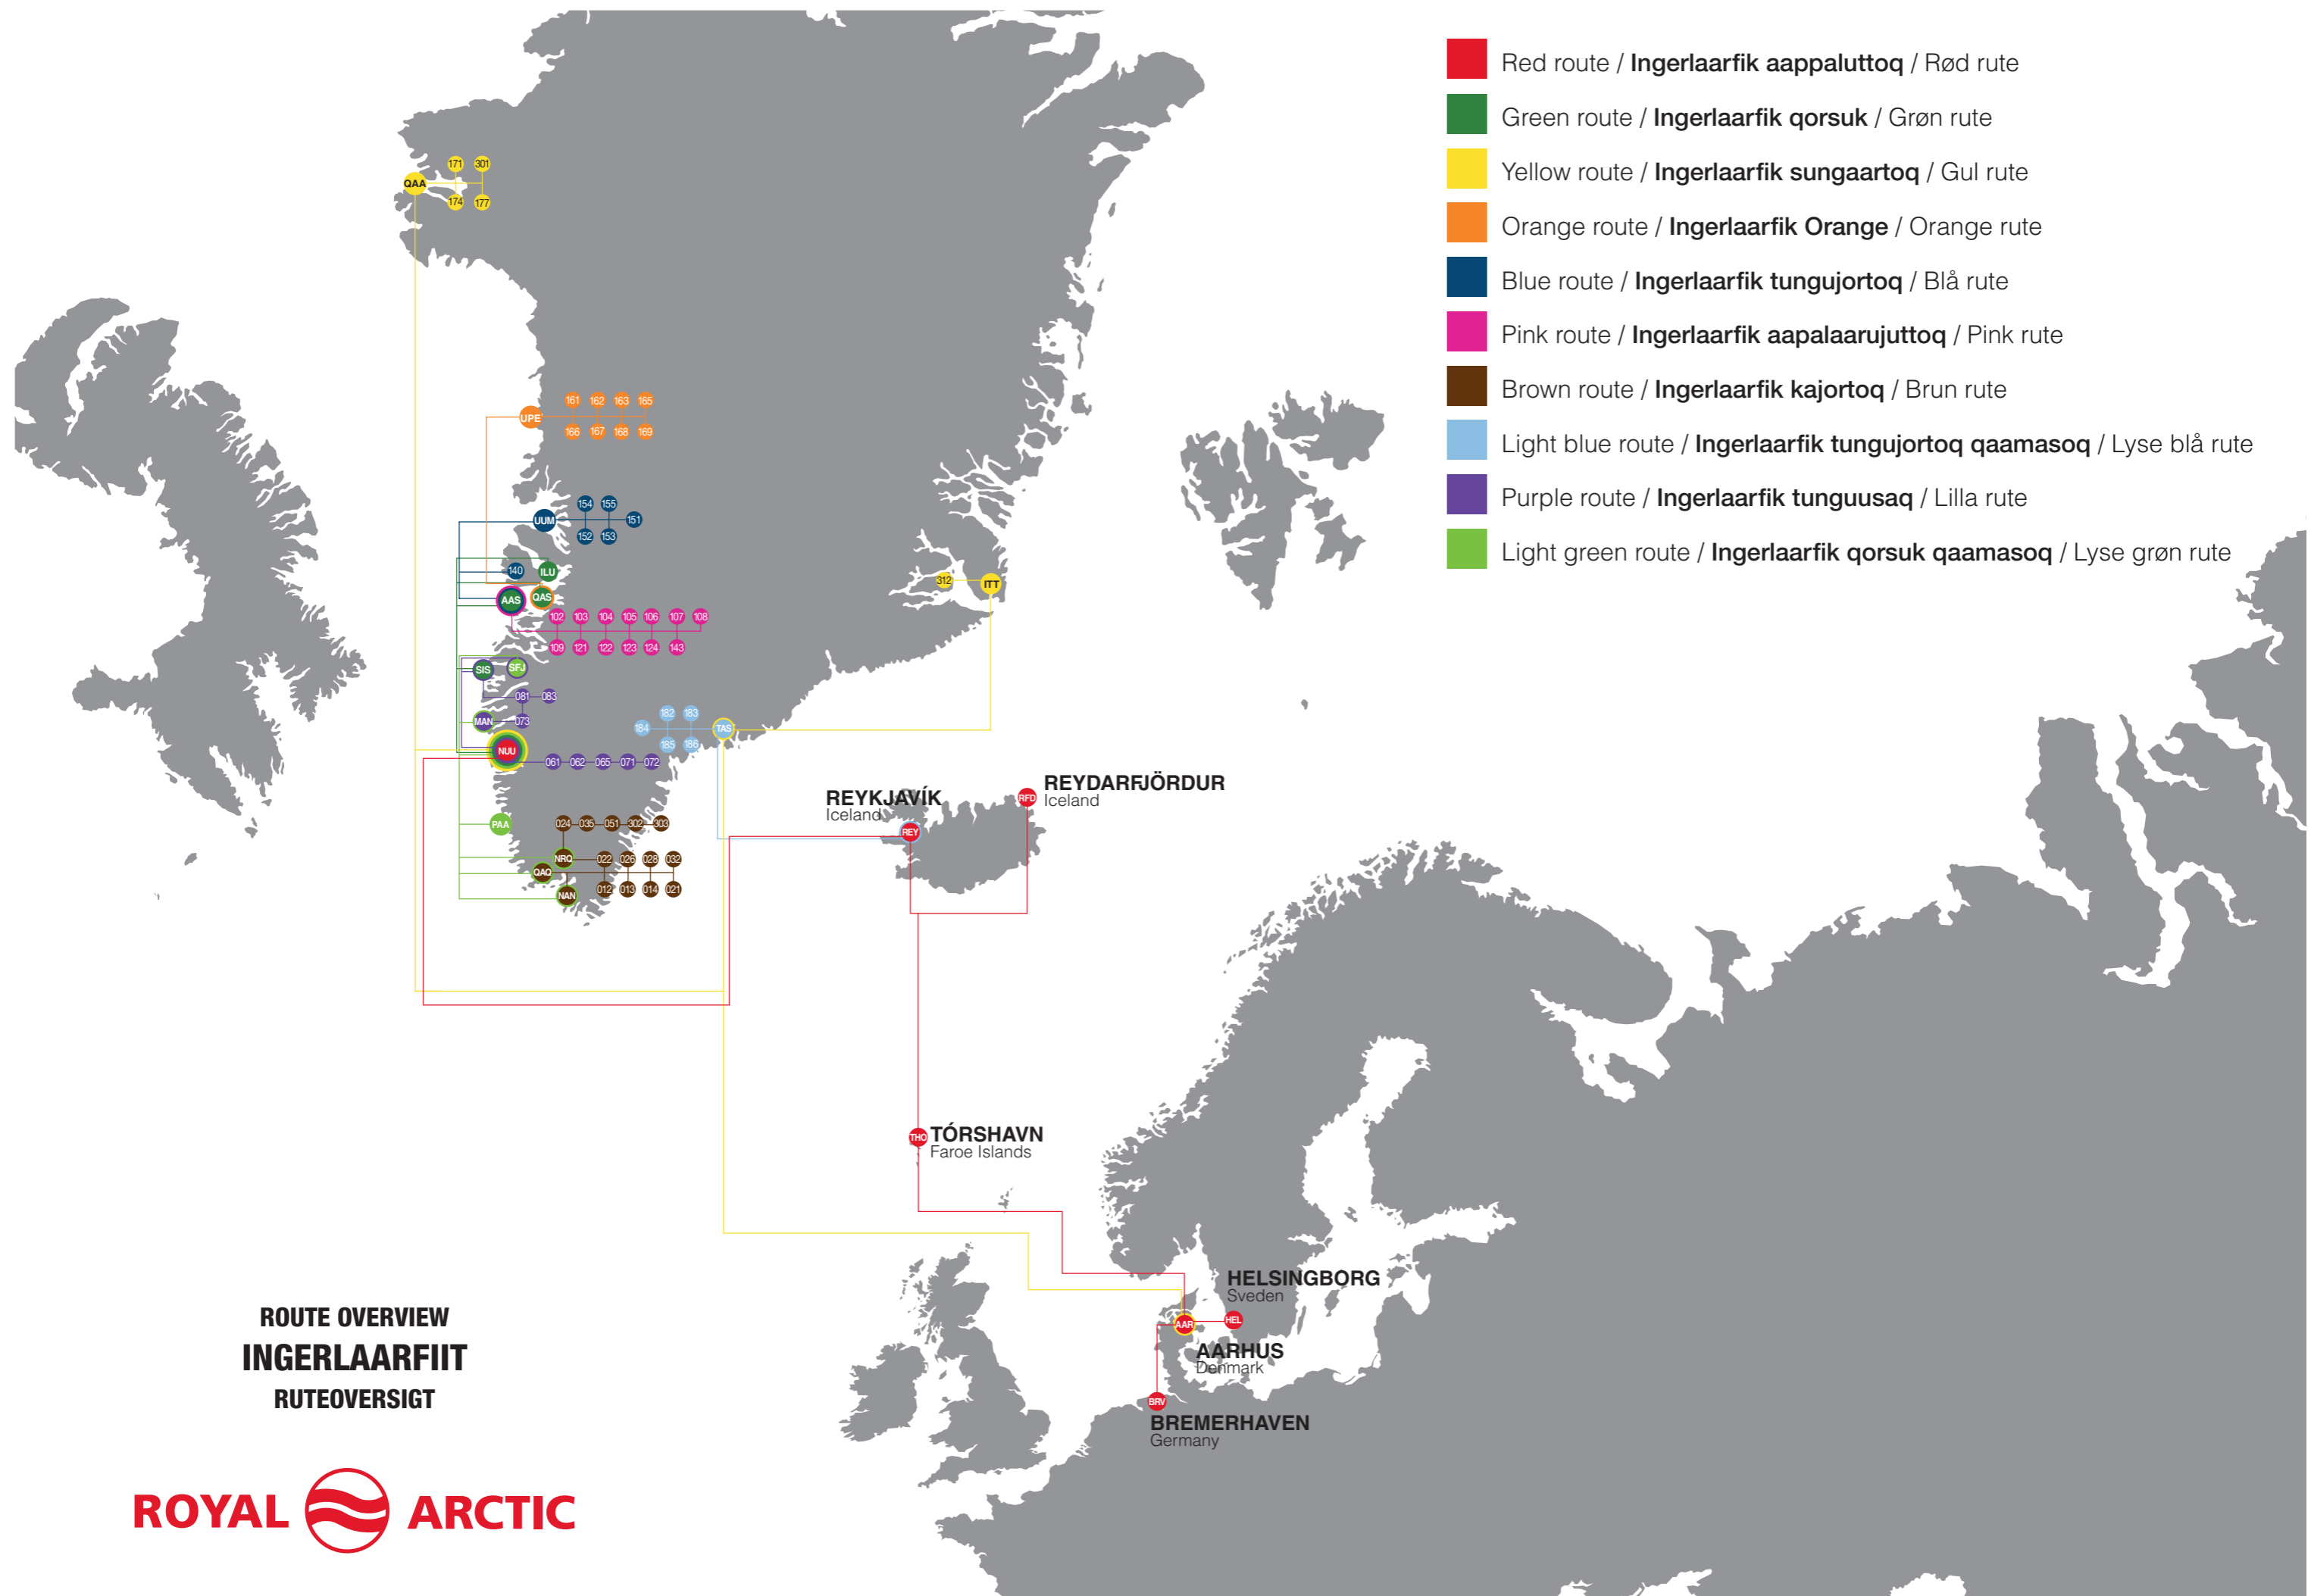 Red route / Ingerlaarfik aappaluttoq / Rød rute
Green route / Ingerlaarfik qorsuk / Grøn rute
Yellow route / Ingerlaarfik sungaartoq / Gul rute
Orange route / Ingerlaarfik Orange / Orange rute
Blue route / Ingerlaarfik tungujortoq / Blå rute
Pink route / Ingerlaarfik aapalaarujuttoq / Pink rute
Brown route / Ingerlaarfik kajortoq / Brun rute
Light blue route / Ingerlaarfik tungujortoq qaamasoq / Lyse blå rute
Purple route / Ingerlaarfik tunguusaq / Lilla rute
Light green route / Ingerlaarfik qorsuk qaamasoq / Lyse grøn rute
171 301
QAA
174 177
161 162 163 165
UPE
166 167 168 169
154 155
UUM 151
152 153
140 ILU
312 ITT
AAS QAS
102 103 104 105 106 107 108
109 121 122 123 124 143
SIS SFJ
081 083
MAN 073
182 183
184 TAS
185 186
NUU
061 062 065 071 072
REYKJAVÍK
Iceland
REY
RFD
REYDARFJÖRDUR
Iceland
PAA
024 035 051 302 303
NRQ 022 026 028 032
QAQ
012 013 014 021
NAN
THO
TÓRSHAVN
Faroe Islands
HELSINGBORG
Sveden
HEL
AAR
AARHUS
Denmark
BRV
BREMERHAVEN
Germany
ROUTE OVERVIEW
INGERLAARFIIT
RUTEOVERSIGT
ROYAL ARCTIC